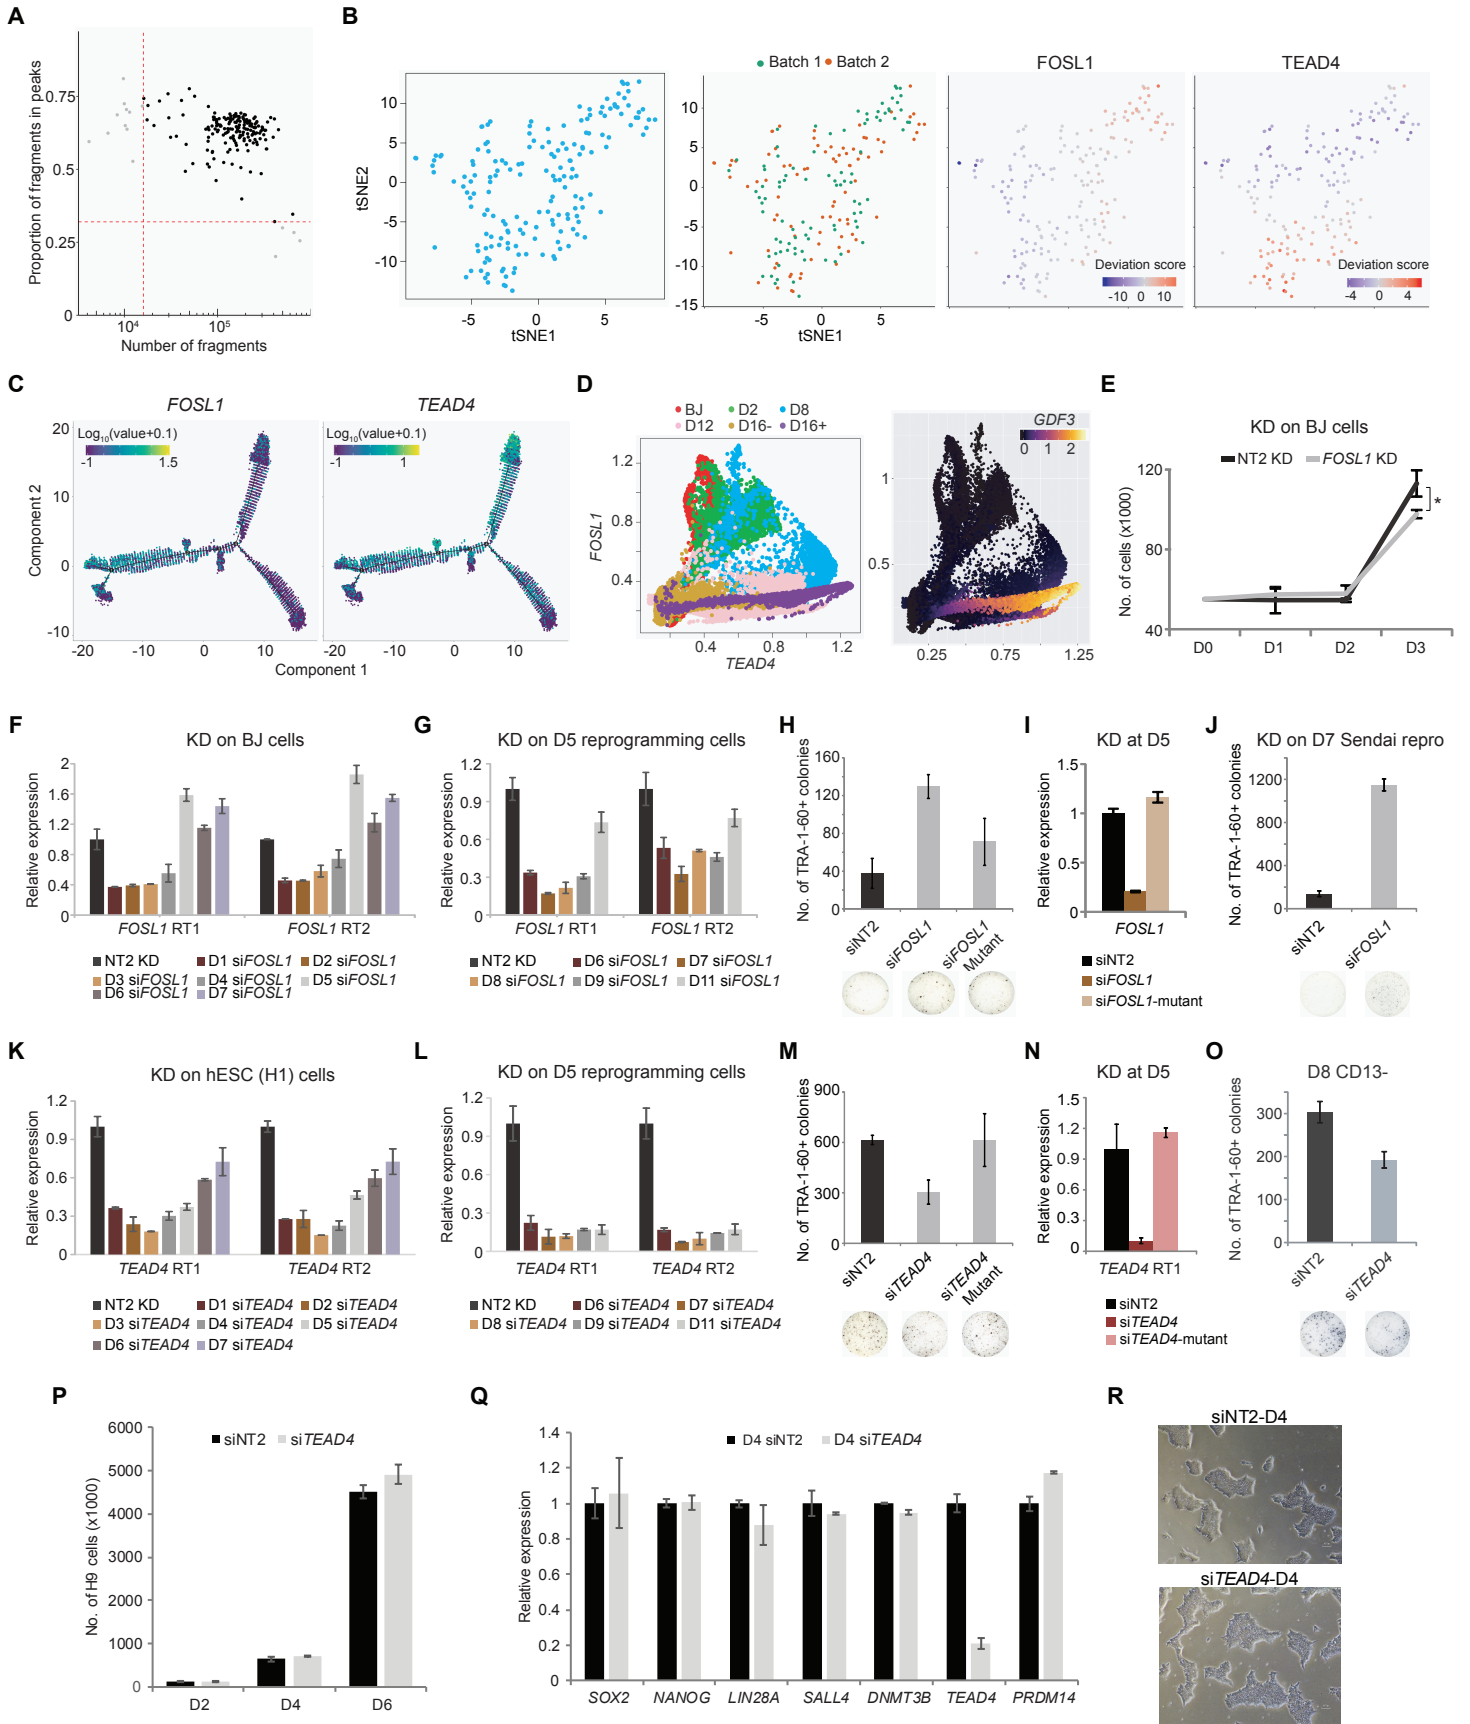 A
Proportion of fragments in peaks
0.75
0.5
0.25
0
10⁴
10⁵
Number of fragments
B
tSNE2
10
5
0
-5
-10
-5
0
5
tSNE1
Batch 1
Batch 2
10
5
0
-5
-10
-15
-5
0
5
tSNE1
FOSL1
Deviation score
-10 0 10
TEAD4
Deviation score
-4 0 4
C
FOSL1
TEAD4
Log₁₀(value+0.1)
-1 1.5
Log₁₀(value+0.1)
-1 1
Component 2
20
10
0
-10
-20 -10 0 10
-20 -10 0 10
Component 1
D
BJ D2 D8
D12 D16- D16+
FOSL1
1.2
0.8
0.4
0.4 0.8 1.2
TEAD4
GDF3
0 1 2
1
0.5
0.25 0.75 1.25
E
KD on BJ cells
NT2 KD FOSL1 KD
No. of cells (x1000)
120
80
40
*
D0 D1 D2 D3
F
KD on BJ cells
Relative expression
2
1.6
1.2
0.8
0.4
0
FOSL1 RT1 FOSL1 RT2
NT2 KD D1 siFOSL1 D2 siFOSL1
D3 siFOSL1 D4 siFOSL1 D5 siFOSL1
D6 siFOSL1 D7 siFOSL1
G
KD on D5 reprogramming cells
Relative expression
1.2
0.9
0.6
0.3
0
FOSL1 RT1 FOSL1 RT2
NT2 KD D6 siFOSL1 D7 siFOSL1
D8 siFOSL1 D9 siFOSL1 D11 siFOSL1
H
No. of TRA-1-60+ colonies
160
120
80
40
0
siNT2
siFOSL1
siFOSL1
Mutant
I
KD at D5
Relative expression
1.5
1
0.5
0
FOSL1
siNT2
siFOSL1
siFOSL1-mutant
J
KD on D7 Sendai repro
No. of TRA-1-60+ colonies
1200
800
400
0
siNT2
siFOSL1
K
KD on hESC (H1) cells
Relative expression
1.2
0.9
0.6
0.3
0
TEAD4 RT1 TEAD4 RT2
NT2 KD D1 siTEAD4 D2 siTEAD4
D3 siTEAD4 D4 siTEAD4 D5 siTEAD4
D6 siTEAD4 D7 siTEAD4
L
KD on D5 reprogramming cells
Relative expression
1.2
0.9
0.6
0.3
0
TEAD4 RT1 TEAD4 RT2
NT2 KD D6 siTEAD4 D7 siTEAD4
D8 siTEAD4 D9 siTEAD4 D11 siTEAD4
M
No. of TRA-1-60+ colonies
900
600
300
0
siNT2
siTEAD4
siTEAD4
Mutant
N
KD at D5
Relative expression
1.5
1.2
0.9
0.6
0.3
0
TEAD4 RT1
siNT2
siTEAD4
siTEAD4-mutant
O
D8 CD13-
No. of TRA-1-60+ colonies
300
200
100
0
siNT2
siTEAD4
P
siNT2 siTEAD4
No. of H9 cells (x1000)
6000
5000
4000
3000
2000
1000
0
D2 D4 D6
Q
D4 siNT2 D4 siTEAD4
Relative expression
1.4
1.2
1
0.8
0.6
0.4
0.2
0
SOX2 NANOG LIN28A SALL4 DNMT3B TEAD4 PRDM14
R
siNT2-D4
siTEAD4-D4